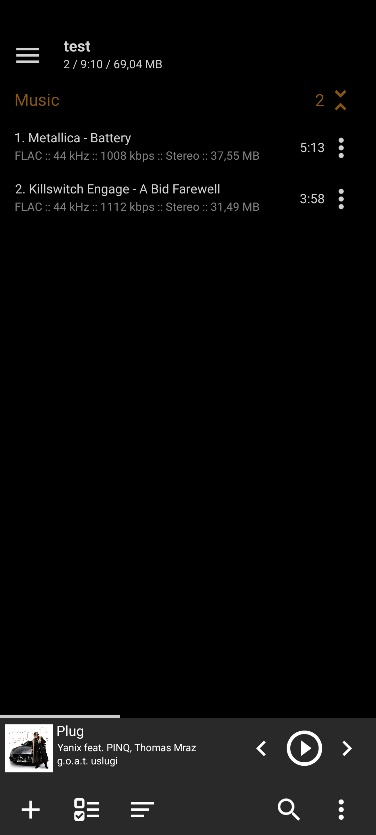 test
2 / 9:10 / 69,04 MB
Music 2
1. Metallica - Battery
5:13
FLAC :: 44 kHz :: 1008 kbps :: Stereo :: 37,55 MB
2. Killswitch Engage - A Bid Farewell
3:58
FLAC :: 44 kHz :: 1112 kbps :: Stereo :: 31,49 MB
Plug
Yanix feat. PINQ, Thomas Mraz
g.o.a.t. uslugi